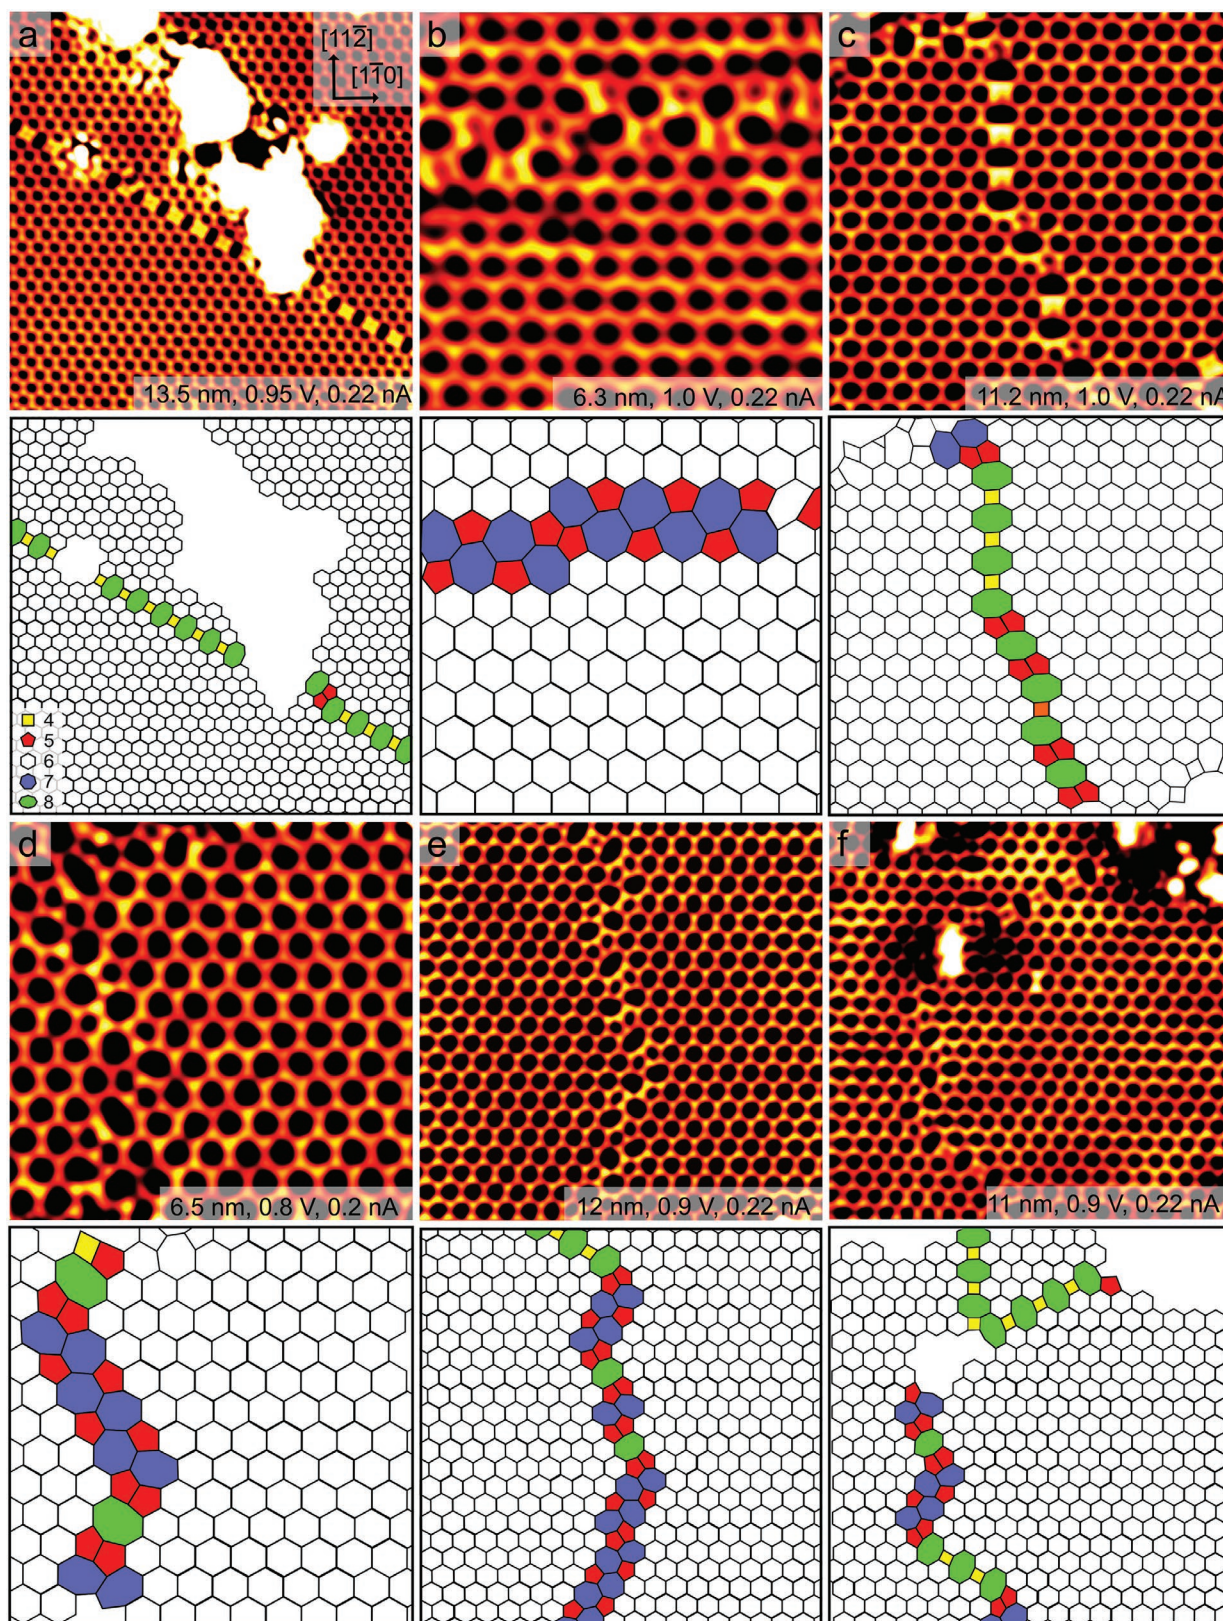 a
[112̅]
[11̅0]
13.5 nm, 0.95 V, 0.22 nA
b
6.3 nm, 1.0 V, 0.22 nA
c
11.2 nm, 1.0 V, 0.22 nA
4
5
6
7
8
d
6.5 nm, 0.8 V, 0.2 nA
e
12 nm, 0.9 V, 0.22 nA
f
11 nm, 0.9 V, 0.22 nA